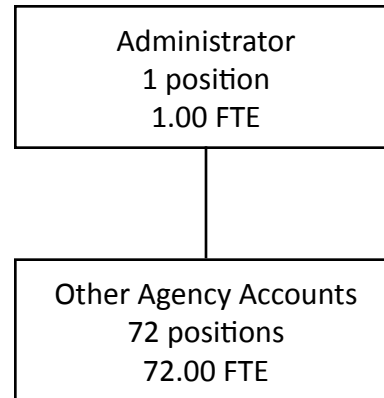 Administrator
1 position
1.00 FTE
Other Agency Accounts
72 positions
72.00 FTE